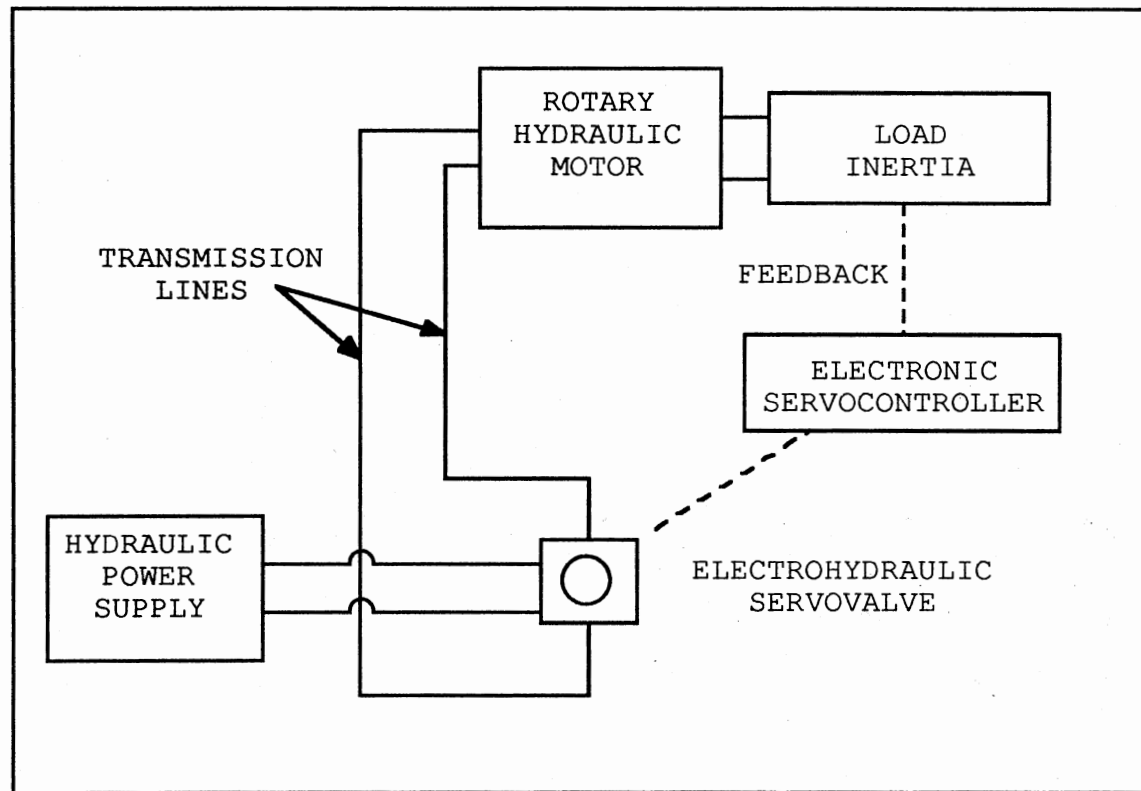 ROTARY
HYDRAULIC
MOTOR
LOAD
INERTIA
TRANSMISSION
LINES
FEEDBACK
ELECTRONIC
SERVOCONTROLLER
HYDRAULIC
POWER
SUPPLY
ELECTROHYDRAULIC
SERVOVALVE